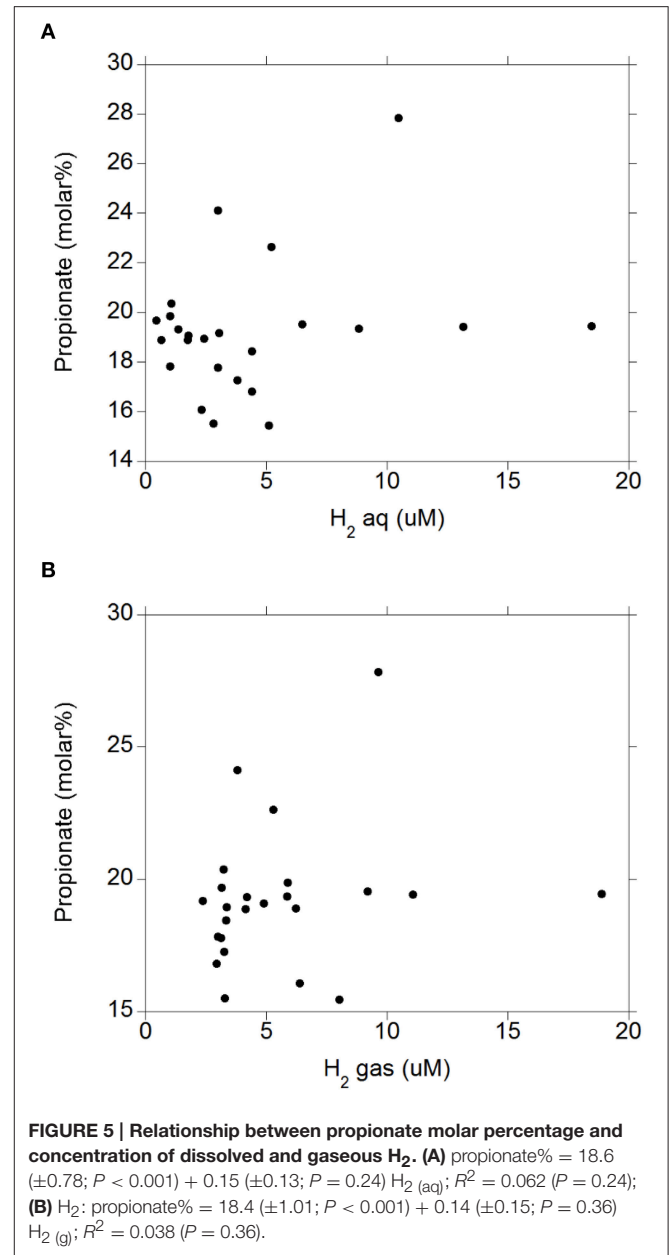 A
30
28
26
24
22
20
18
16
14
Propionate (molar%)
0 5 10 15 20
H₂ aq (uM)
B
30
25
20
15
Propionate (molar%)
0 5 10 15 20
H₂ gas (uM)
FIGURE 5 | Relationship between propionate molar percentage and
concentration of dissolved and gaseous H₂. (A) propionate% = 18.6
(±0.78; P < 0.001) + 0.15 (±0.13; P = 0.24) H₂ (aq); R² = 0.062 (P = 0.24);
(B) H₂: propionate% = 18.4 (±1.01; P < 0.001) + 0.14 (±0.15; P = 0.36)
H₂ (g); R² = 0.038 (P = 0.36).